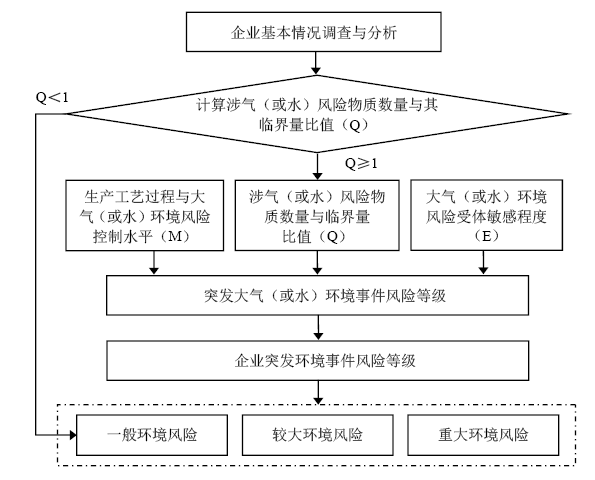 企业基本情况调查与分析
Q＜1
计算涉气（或水）风险物质数量与其
临界量比值（Q）
Q≥1
生产工艺过程与大
气（或水）环境风险
控制水平（M）
涉气（或水）风险物
质数量与临界量
比值（Q）
大气（或水）环境
风险受体敏感程度
（E）
突发大气（或水）环境事件风险等级
企业突发环境事件风险等级
一般环境风险
较大环境风险
重大环境风险